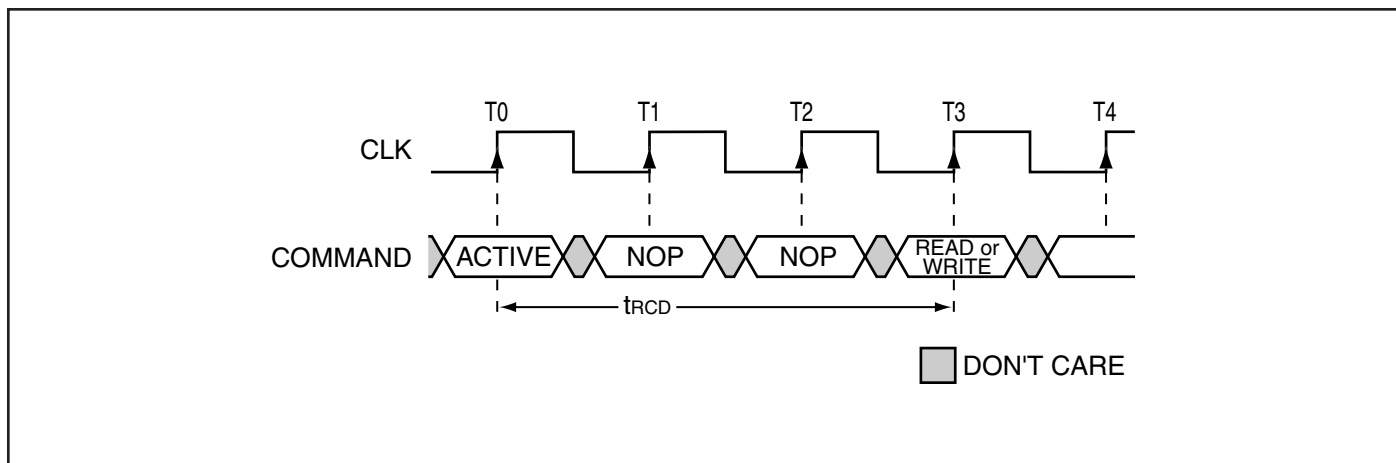 T0 T1 T2 T3 T4
CLK
COMMAND ACTIVE NOP NOP READ or
WRITE
tRCD
DON'T CARE